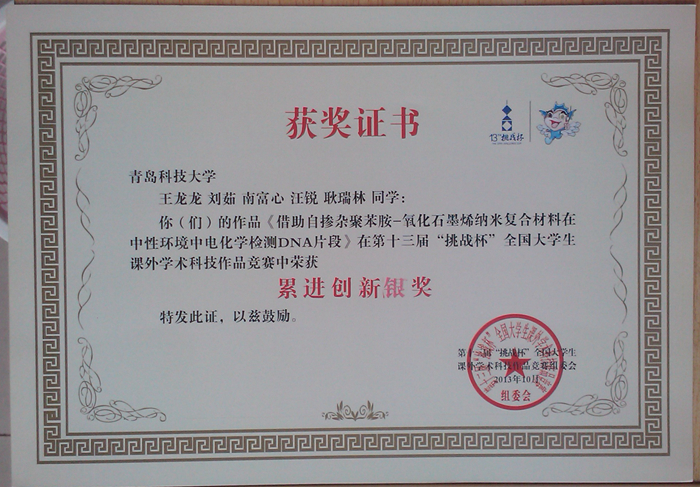 获奖证书
13th 挑战杯
青岛科技大学
王龙龙 刘茹 南富心 汪锐 耿瑞林 同学：
你（们）的作品《借助自掺杂聚苯胺-氧化石墨烯纳米复合材料在
中性环境中电化学检测DNA片段》在第十三届“挑战杯”全国大学生
课外学术科技作品竞赛中荣获
累进创新银奖
特发此证，以兹鼓励。
第十三届“挑战杯”全国大学生
课外学术科技作品竞赛组委会
2013年10月
组委会